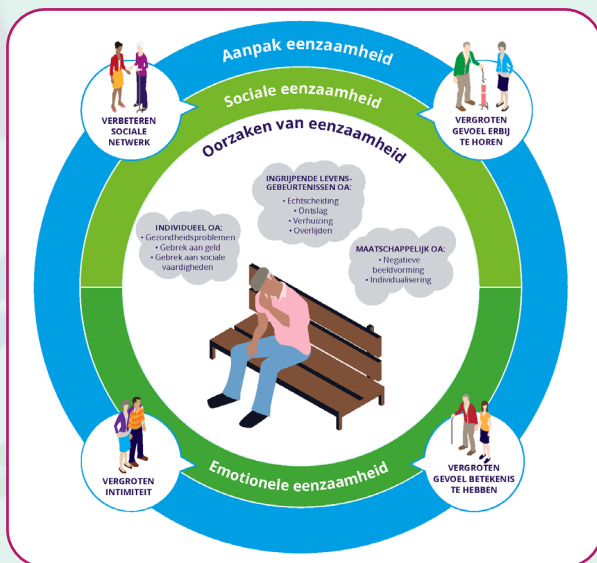 Aanpak eenzaamheid
Sociale eenzaamheid
Oorzaken van eenzaamheid
VERBETEREN
SOCIALE
NETWERK
VERGROTEN
GEVOEL ERBIJ
TE HOREN
INGRIJPENDE LEVENS-
GEBEURTENISSEN OA:
• Echtscheiding
• Ontslag
• Verhuizing
• Overlijden
INDIVIDUEEL OA:
• Gezondheidsproblemen
• Gebrek aan geld
• Gebrek aan sociale
vaardigheden
MAATSCHAPPELIJK OA:
• Negatieve
beeldvorming
• Individualisering
VERGROTEN
INTIMITEIT
Emotionele eenzaamheid
VERGROTEN
GEVOEL BETEKENIS
TE HEBBEN